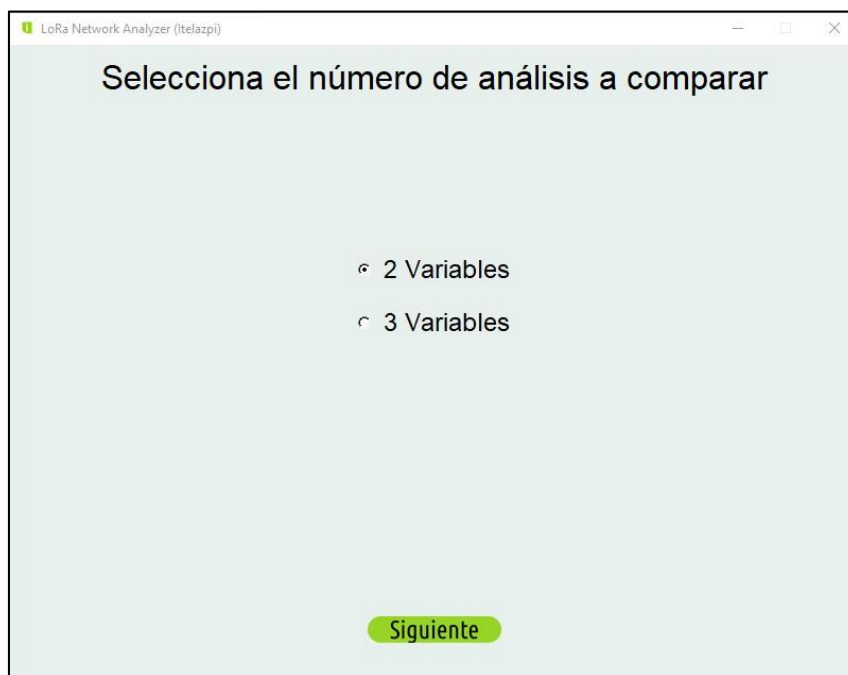 LoRa Network Analyzer (Itelazpi)
Selecciona el número de análisis a comparar
2 Variables
3 Variables
Siguiente